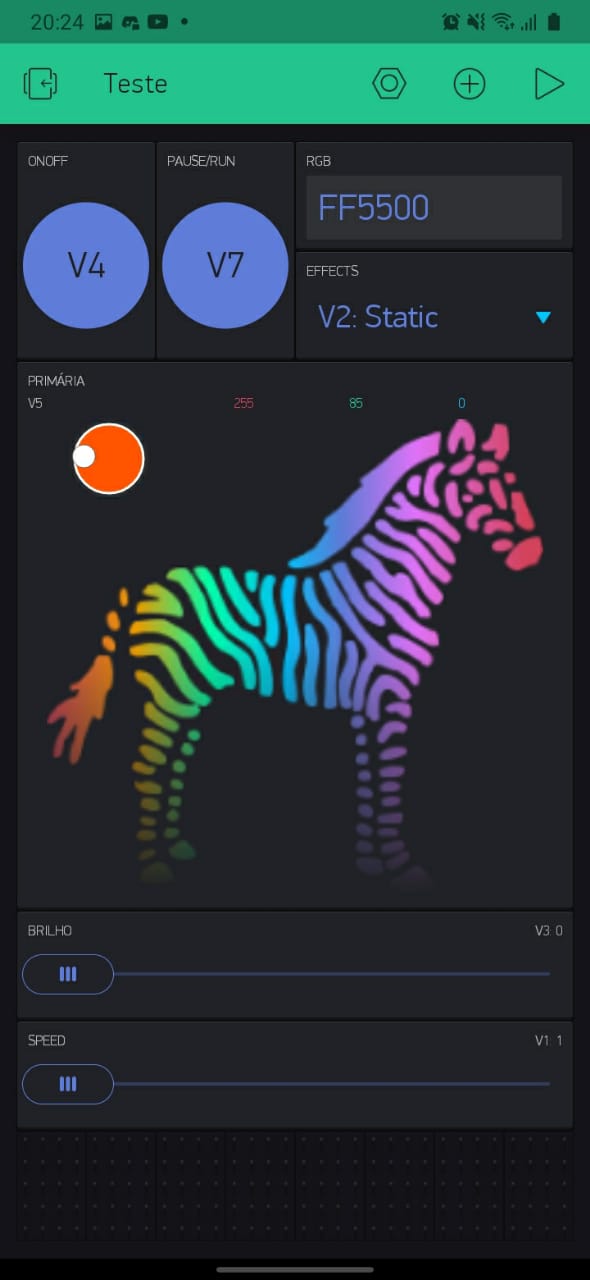 20:24
Teste
ONOFF
PAUSE/RUN
RGB
V4
V7
FF5500
EFFECTS
V2: Static
PRIMÁRIA
V5
255
85
0
BRILHO
V3: 0
SPEED
V1: 1